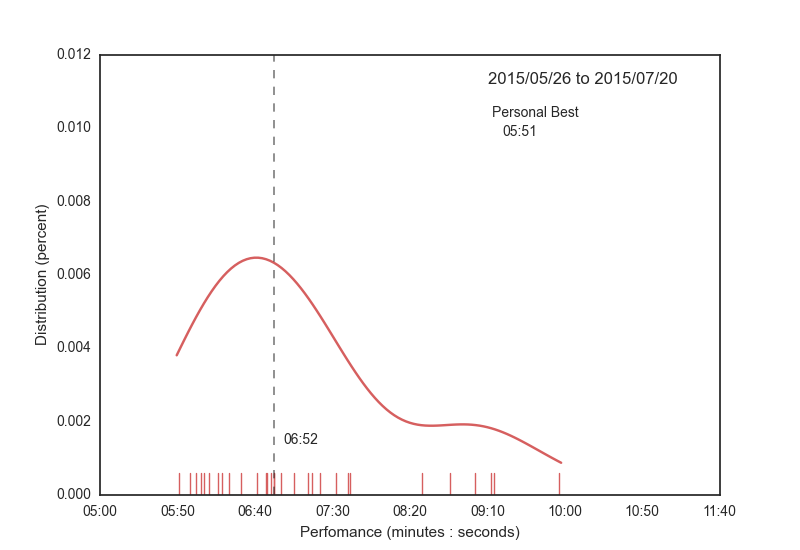 2015/05/26 to 2015/07/20
Personal Best
05:51
0.012
0.010
0.008
0.006
0.004
0.002
0.000
Distribution (percent)
06:52
05:00 05:50 06:40 07:30 08:20 09:10 10:00 10:50 11:40
Perfomance (minutes : seconds)